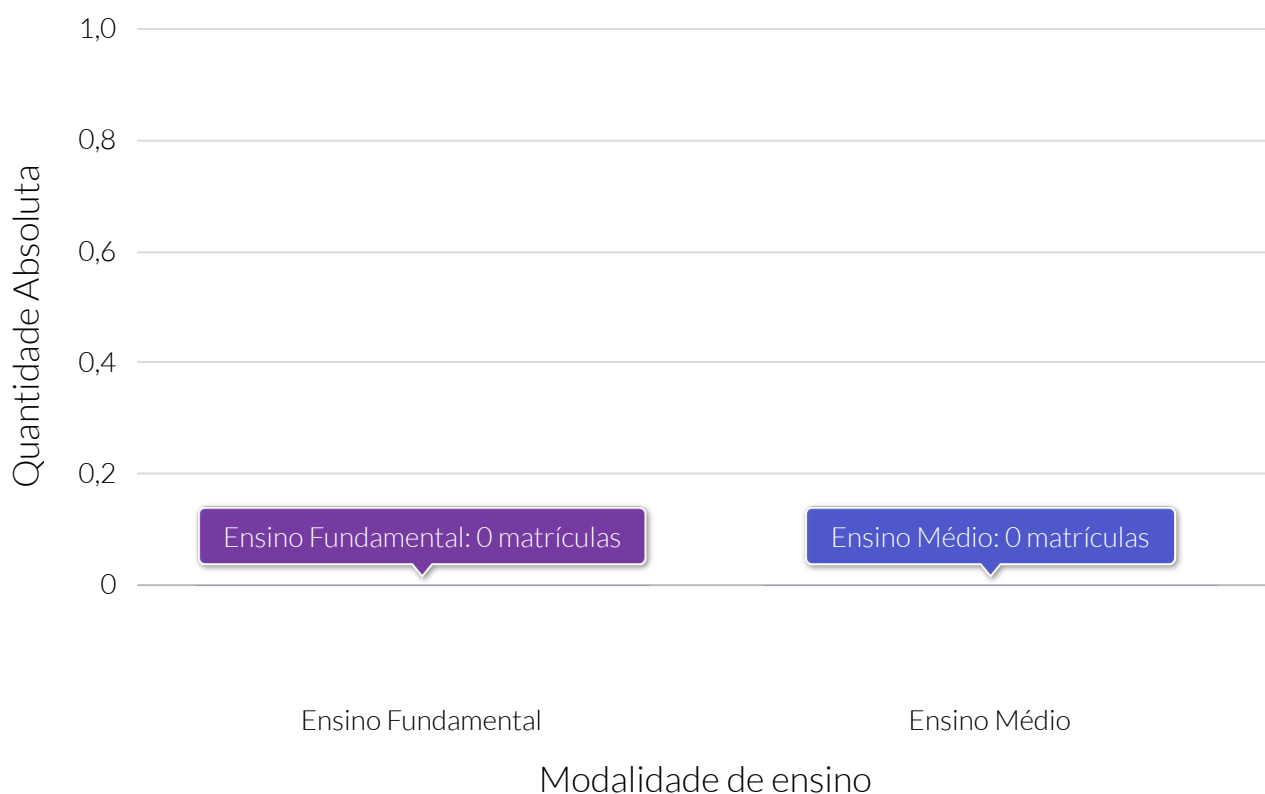 1,0
0,8
0,6
0,4
0,2
0
Quantidade Absoluta
Ensino Fundamental: 0 matrículas
Ensino Médio: 0 matrículas
Ensino Fundamental
Ensino Médio
Modalidade de ensino